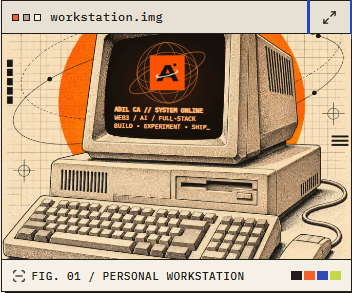 workstation.img
A
ADIL CA // SYSTEM ONLINE
WEB3 / AI / FULL-STACK
BUILD • EXPERIMENT • SHIP_
FIG. 01 / PERSONAL WORKSTATION